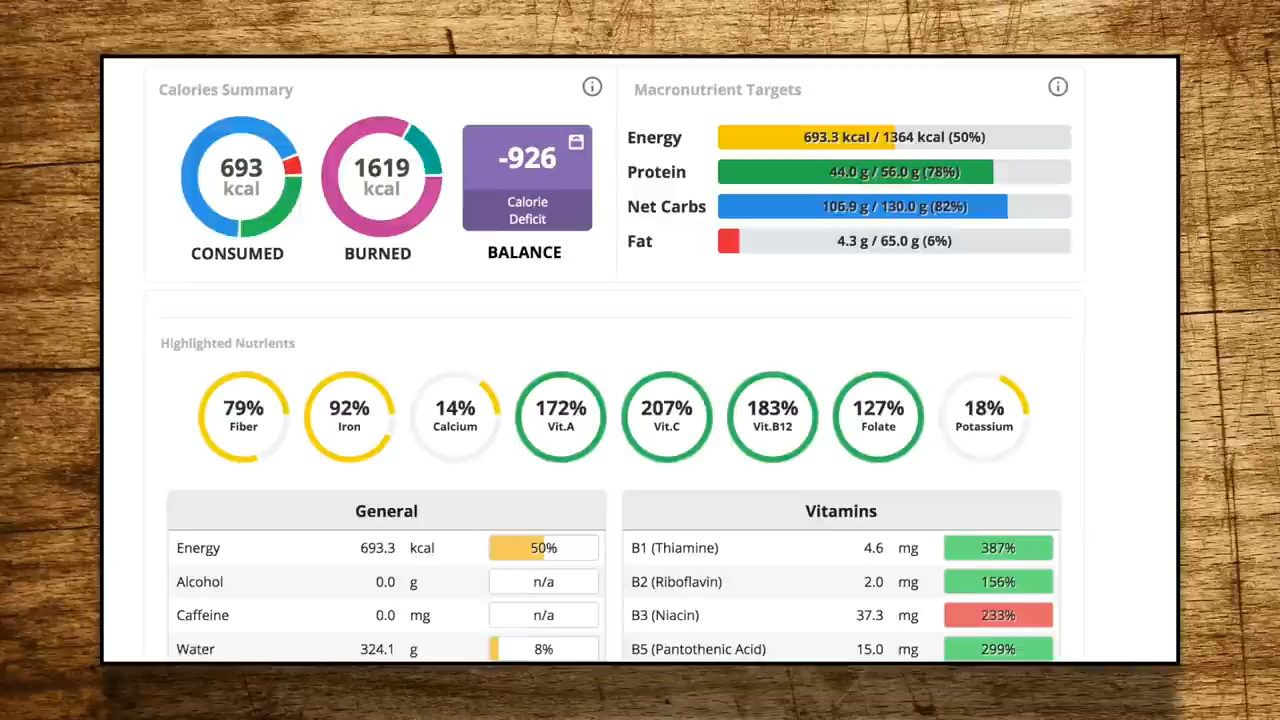 Calories Summary
693
kcal
CONSUMED
1619
kcal
BURNED
-926
Calorie
Deficit
BALANCE
Macronutrient Targets
Energy 693.3 kcal / 1364 kcal (50%)
Protein 44.0 g / 56.0 g (78%)
Net Carbs 106.9 g / 130.0 g (82%)
Fat 4.3 g / 65.0 g (6%)
Highlighted Nutrients
79%
Fiber
92%
Iron
14%
Calcium
172%
Vit.A
207%
Vit.C
183%
Vit.B12
127%
Folate
18%
Potassium
General
Energy 693.3 kcal 50%
Alcohol 0.0 g n/a
Caffeine 0.0 mg n/a
Water 324.1 g 8%
Vitamins
B1 (Thiamine) 4.6 mg 387%
B2 (Riboflavin) 2.0 mg 156%
B3 (Niacin) 37.3 mg 233%
B5 (Pantothenic Acid) 15.0 mg 299%